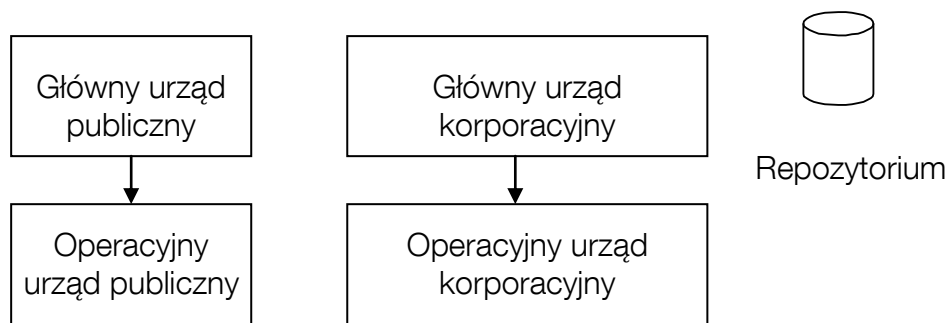 Główny urząd
publiczny
Główny urząd
korporacyjny
Repozytorium
Operacyjny
urząd publiczny
Operacyjny urząd
korporacyjny